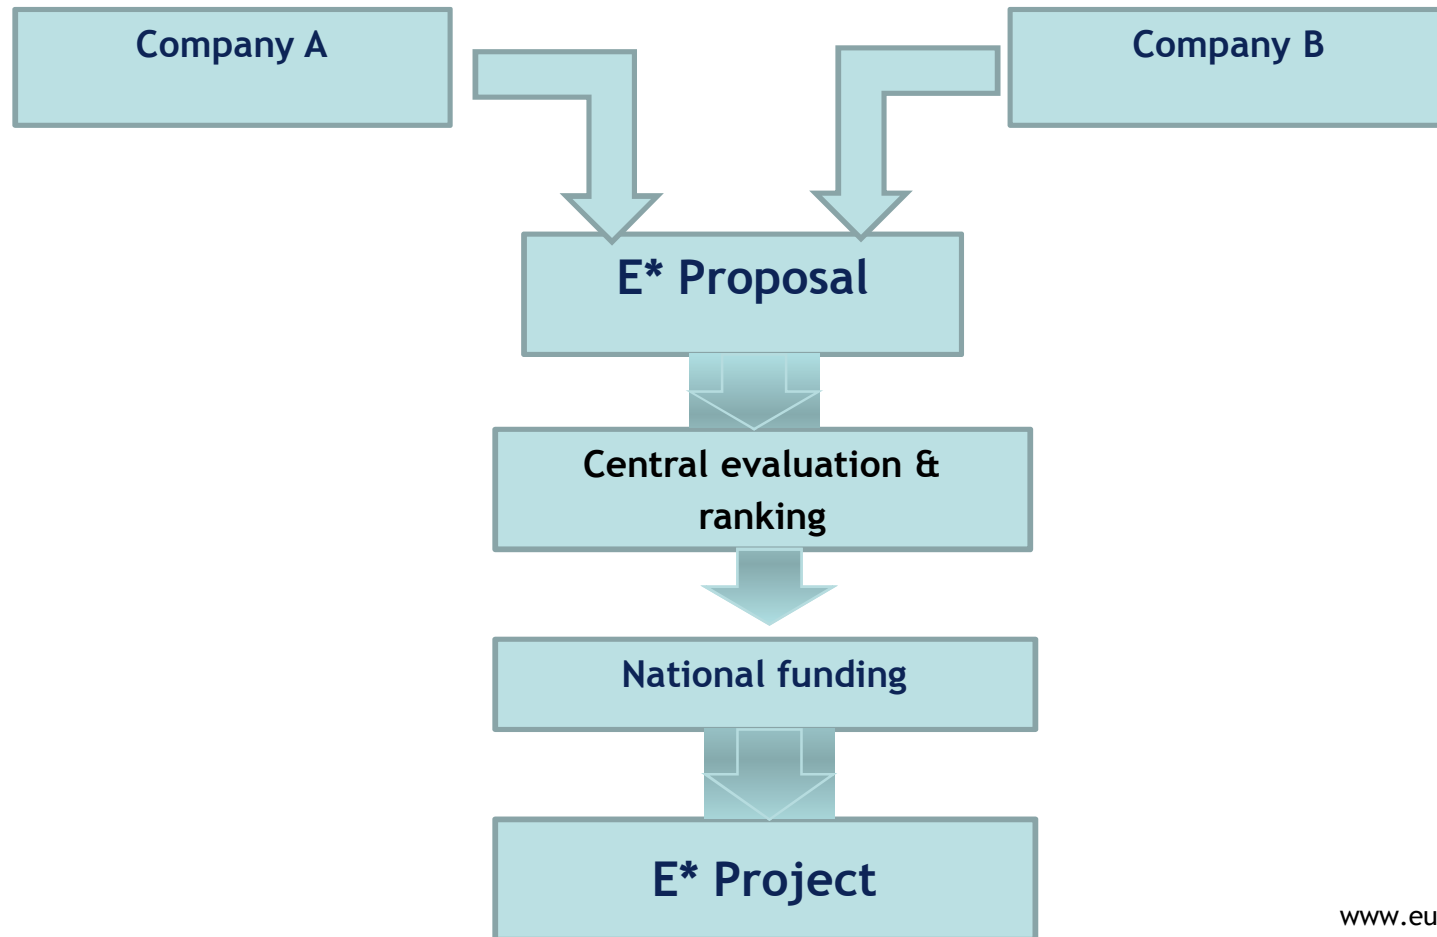 Company A
Company B
E* Proposal
Central evaluation &
ranking
National funding
E* Project
www.eu